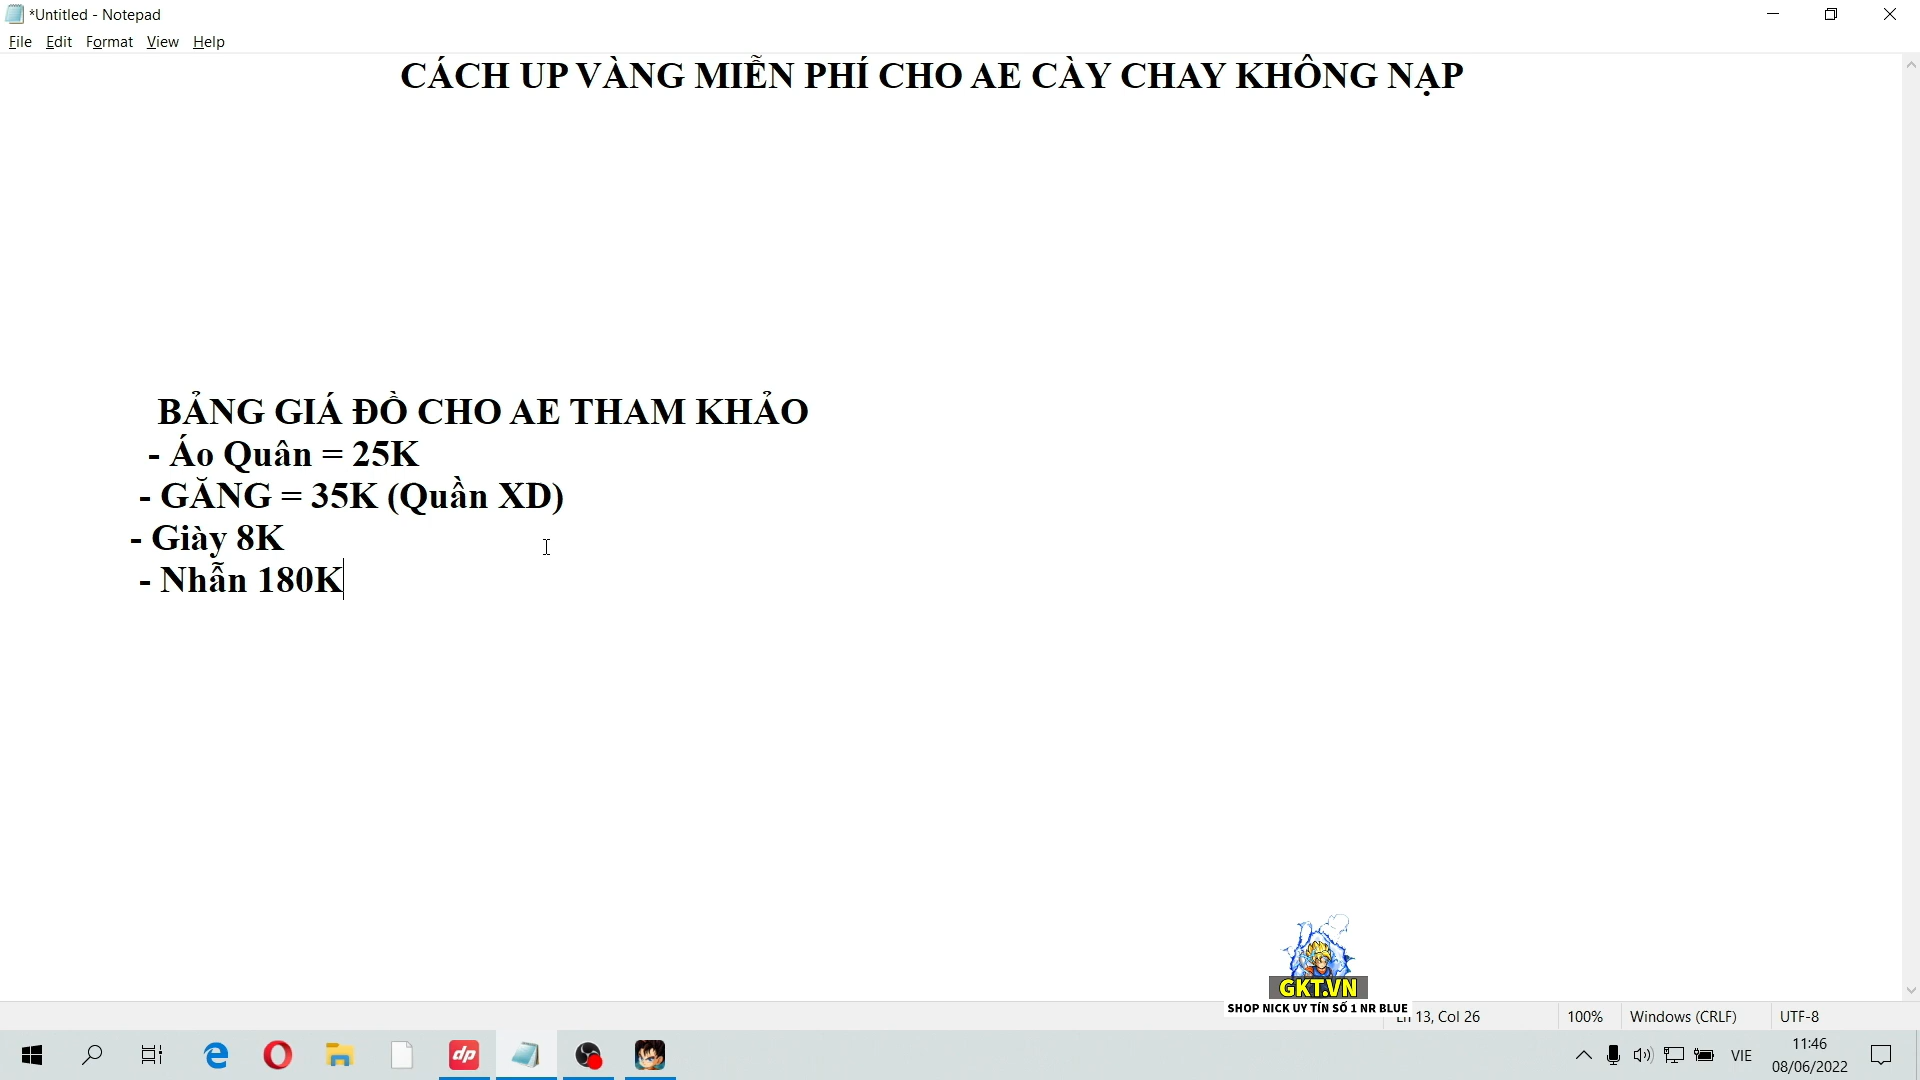 *Untitled - Notepad
File Edit Format View Help
CÁCH UP VÀNG MIỄN PHÍ CHO AE CÀY CHAY KHÔNG NẠP
BẢNG GIÁ ĐỒ CHO AE THAM KHẢO
- Áo Quân = 25K
- GĂNG = 35K (Quần XD)
- Giày 8K
- Nhẫn 180K
GKT.VN
SHOP NICK UY TÍN SỐ 1 NR BLUE
Ln 13, Col 26 100% Windows (CRLF) UTF-8
dp
VIE
11:46
08/06/2022